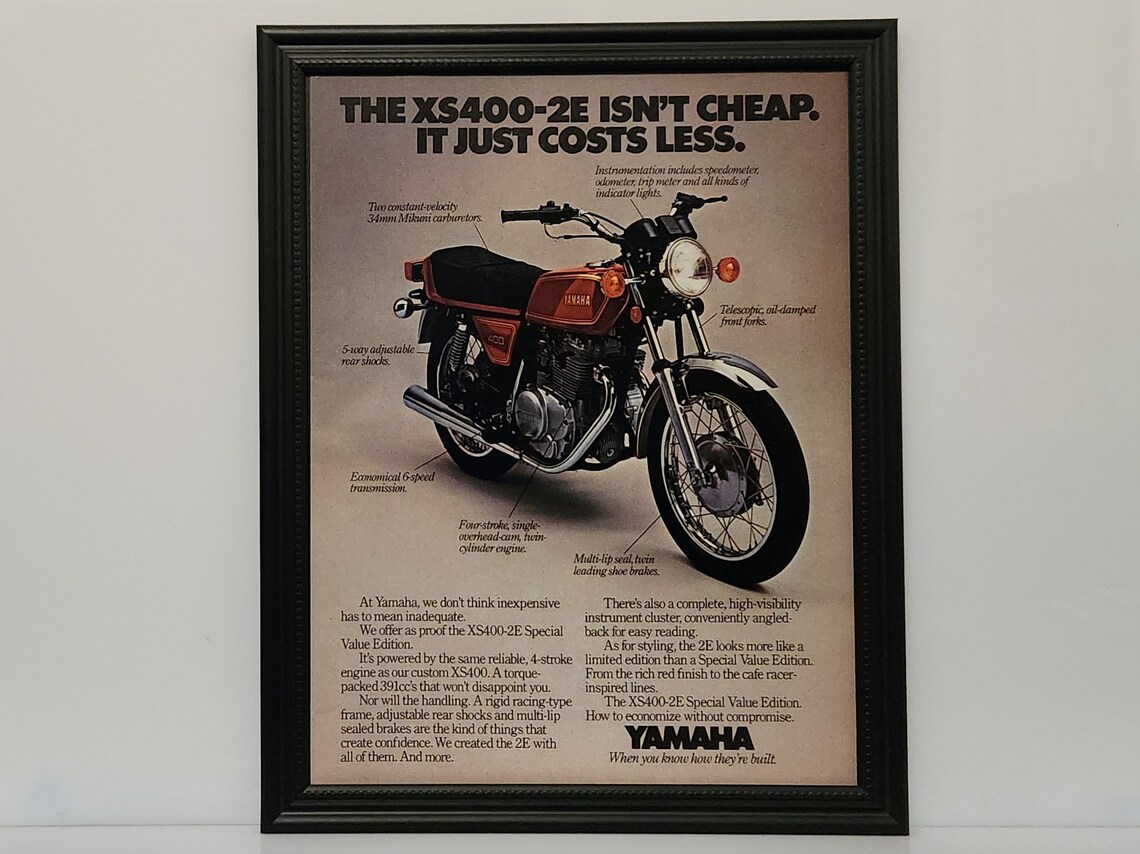 THE XS400-2E ISN'T CHEAP.
IT JUST COSTS LESS.
Instrumentation includes speedometer,
odometer, trip meter and all kinds of
indicator lights.
Two constant-velocity
34mm Mikuni carburetors.
YAMAHA
400
Telescopic, oil-damped
front forks.
5-way adjustable
rear shocks.
Economical 6-speed
transmission.
Four-stroke, single-
overhead-cam, twin-
cylinder engine.
Multi-lip seal, twin
leading shoe brakes.
At Yamaha, we don't think inexpensive
has to mean inadequate.
We offer as proof the XS400-2E Special
Value Edition.
It's powered by the same reliable, 4-stroke
engine as our custom XS400. A torque-
packed 391cc's that won't disappoint you.
Nor will the handling. A rigid racing-type
frame, adjustable rear shocks and multi-lip
sealed brakes are the kind of things that
create confidence. We created the 2E with
all of them. And more.
There's also a complete, high-visibility
instrument cluster, conveniently angled-
back for easy reading.
As for styling, the 2E looks more like a
limited edition than a Special Value Edition.
From the rich red finish to the cafe racer-
inspired lines.
The XS400-2E Special Value Edition.
How to economize without compromise.
YAMAHA
When you know how they're built.